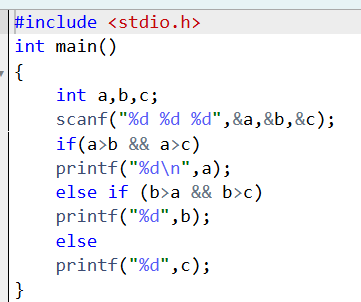 #include <stdio.h>
int main()
{
    int a,b,c;
    scanf("%d %d %d",&a,&b,&c);
    if(a>b && a>c)
    printf("%d\n",a);
    else if (b>a && b>c)
    printf("%d",b);
    else
    printf("%d",c);
}